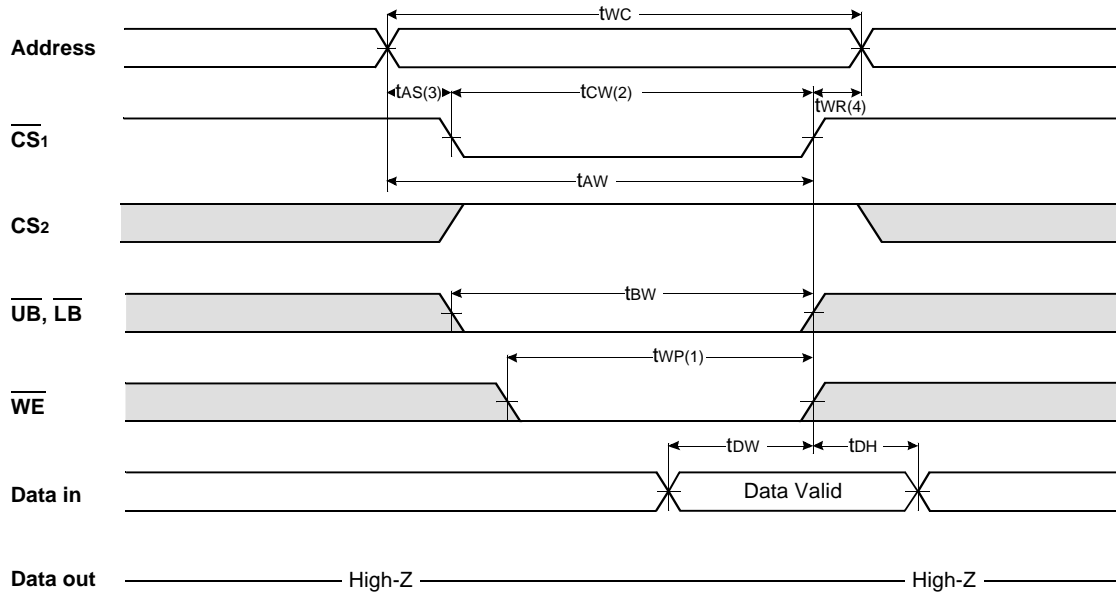 tWC
Address
tAS(3) tCW(2) tWR(4)
CS1
tAW
CS2
tBW
UB, LB
tWP(1)
WE
tDW tDH
Data in Data Valid
Data out High-Z High-Z